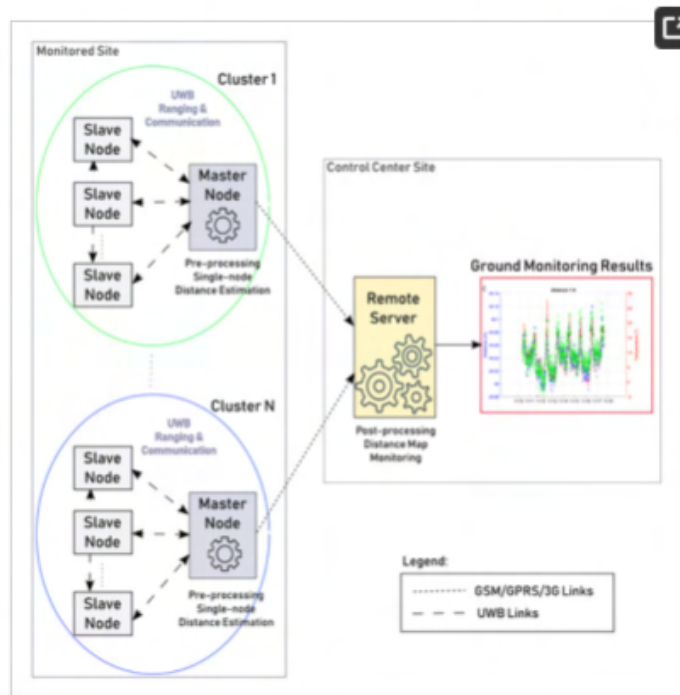 Monitored Site
Cluster 1
UWB
Ranging &
Communication
Slave
Node
Slave
Node
Slave
Node
Master
Node
Pre-processing
Single-node
Distance Estimation
Cluster N
UWB
Ranging &
Communication
Slave
Node
Slave
Node
Slave
Node
Master
Node
Pre-processing
Single-node
Distance Estimation
Control Center Site
Remote
Server
Post-processing
Distance Map
Monitoring
Ground Monitoring Results
Legend:
GSM/GPRS/3G Links
UWB Links